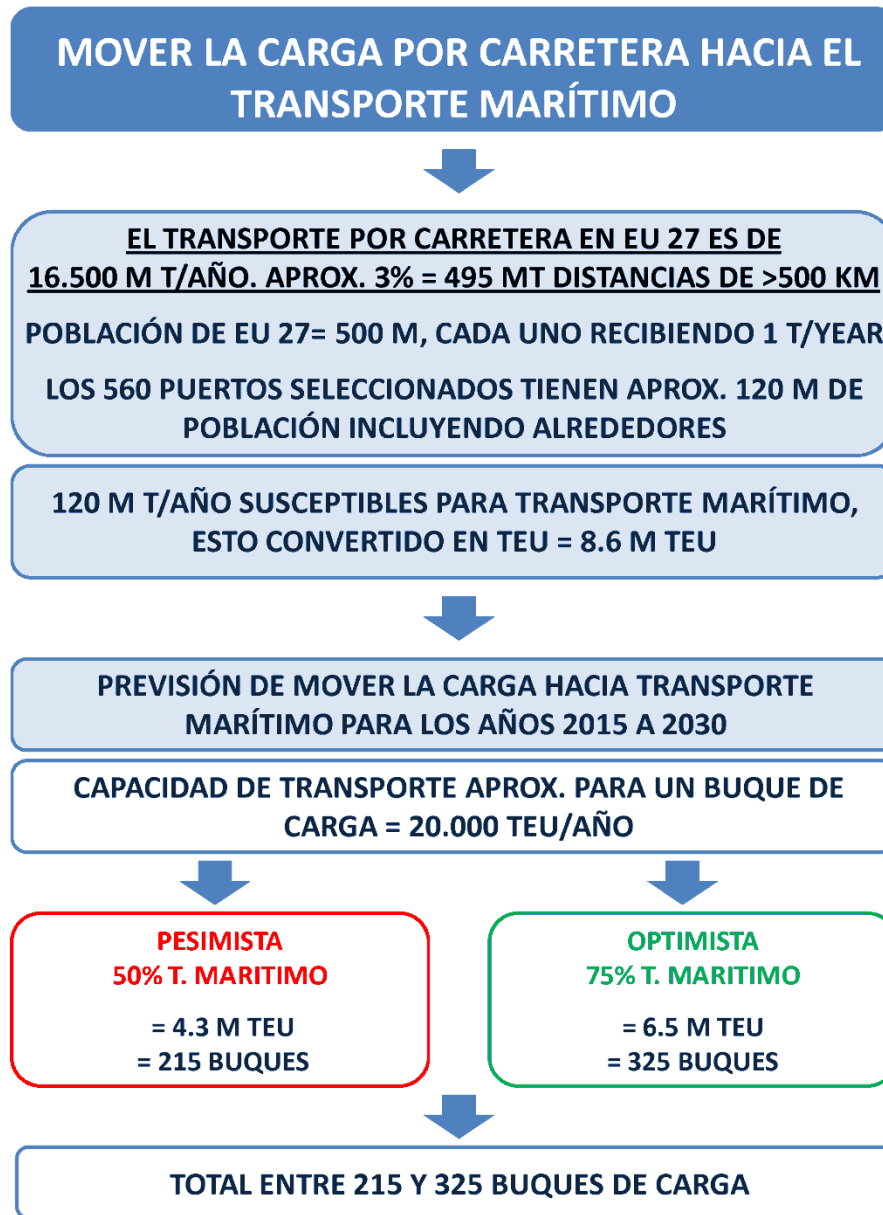 MOVER LA CARGA POR CARRETERA HACIA EL
TRANSPORTE MARÍTIMO
EL TRANSPORTE POR CARRETERA EN EU 27 ES DE
16.500 M T/AÑO. APROX. 3% = 495 MT DISTANCIAS DE >500 KM
POBLACIÓN DE EU 27= 500 M, CADA UNO RECIBIENDO 1 T/YEAR
LOS 560 PUERTOS SELECCIONADOS TIENEN APROX. 120 M DE
POBLACIÓN INCLUYENDO ALREDEDORES
120 M T/AÑO SUSCEPTIBLES PARA TRANSPORTE MARÍTIMO,
ESTO CONVERTIDO EN TEU = 8.6 M TEU
PREVISIÓN DE MOVER LA CARGA HACIA TRANSPORTE
MARÍTIMO PARA LOS AÑOS 2015 A 2030
CAPACIDAD DE TRANSPORTE APROX. PARA UN BUQUE DE
CARGA = 20.000 TEU/AÑO
PESIMISTA
50% T. MARITIMO
= 4.3 M TEU
= 215 BUQUES
OPTIMISTA
75% T. MARITIMO
= 6.5 M TEU
= 325 BUQUES
TOTAL ENTRE 215 Y 325 BUQUES DE CARGA